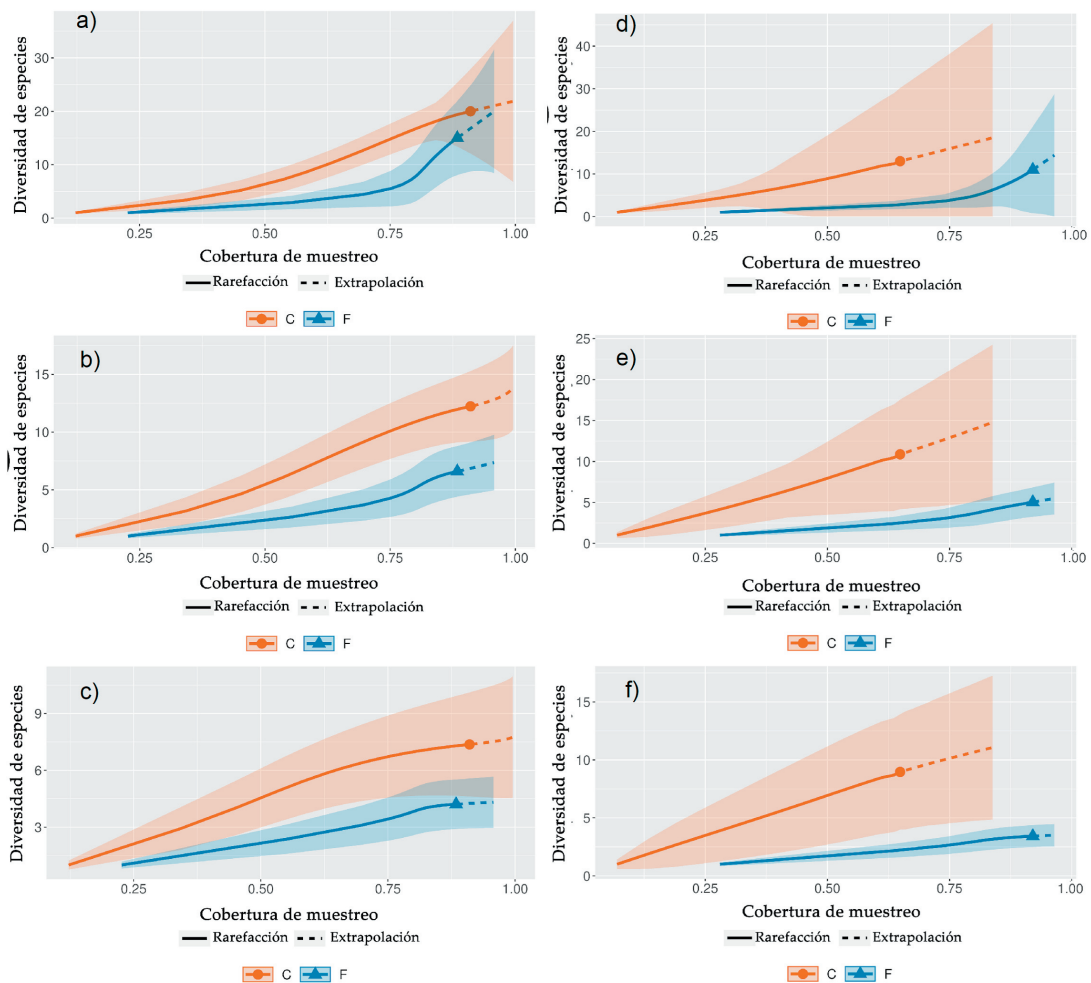 a)
Diversidad de especies
30
20
10
0
0.25 0.50 0.75 1.00
Cobertura de muestreo
Rarefacción Extrapolación
C F
d)
Diversidad de especies
40
30
20
10
0
0.25 0.50 0.75 1.00
Cobertura de muestreo
Rarefacción Extrapolación
C F
b)
Diversidad de especies
15
10
5
0
0.25 0.50 0.75 1.00
Cobertura de muestreo
Rarefacción Extrapolación
C F
e)
Diversidad de especies
25
20
15
10
5
0
0.25 0.50 0.75 1.00
Cobertura de muestreo
Rarefacción Extrapolación
C F
c)
Diversidad de especies
9
6
3
0.25 0.50 0.75 1.00
Cobertura de muestreo
Rarefacción Extrapolación
C F
f)
Diversidad de especies
15
10
5
0
0.25 0.50 0.75 1.00
Cobertura de muestreo
Rarefacción Extrapolación
C F